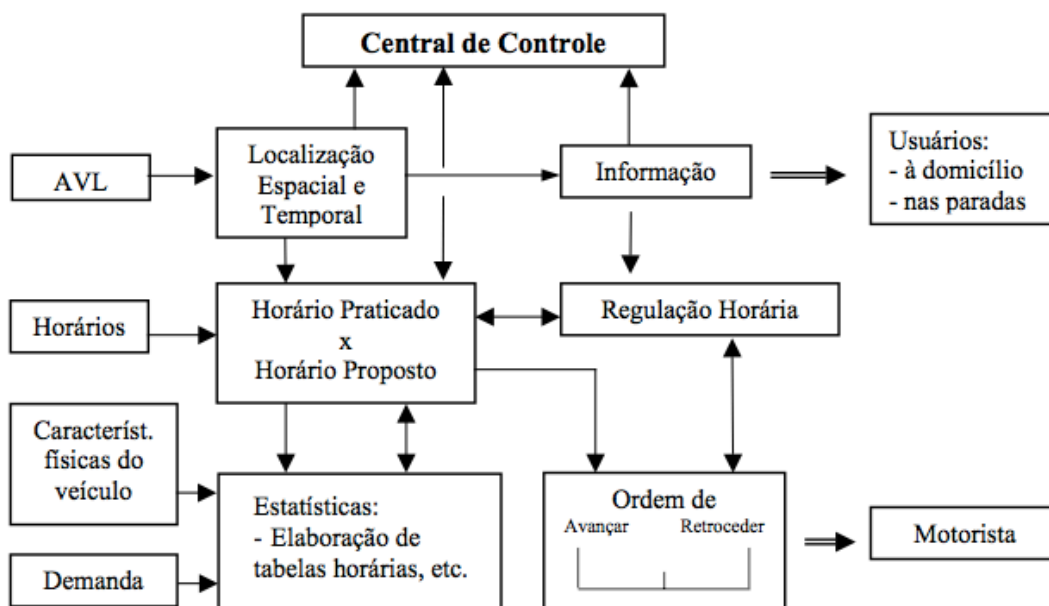 Central de Controle
AVL
Localização
Espacial e
Temporal
Informação
Usuários:
- à domicílio
- nas paradas
Horários
Horário Praticado
x
Horário Proposto
Regulação Horária
Característ.
físicas do
veículo
Demanda
Estatísticas:
- Elaboração de
tabelas horárias, etc.
Ordem de
Avançar Retroceder
Motorista